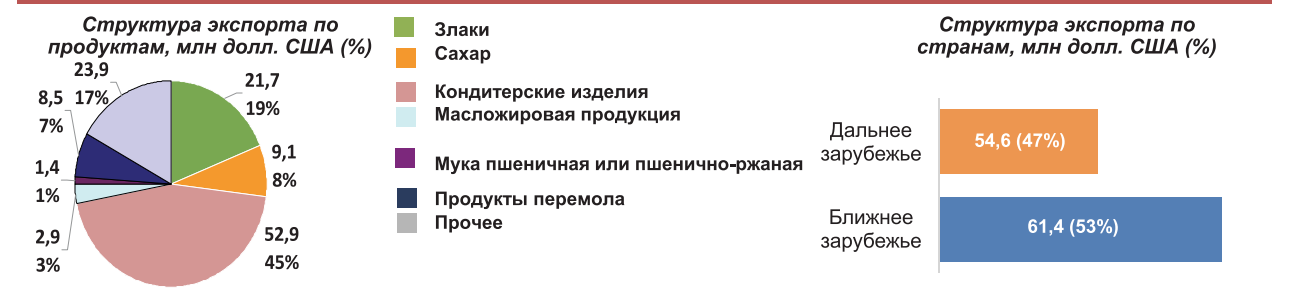 Структура экспорта по
продуктам, млн долл. США (%)
23,9
17%
8,5
7%
1,4
1%
2,9
3%
21,7
19%
9,1
8%
52,9
45%
Злаки
Сахар
Кондитерские изделия
Масложировая продукция
Мука пшеничная или пшенично-ржаная
Продукты перемола
Прочее
Структура экспорта по
странам, млн долл. США (%)
Дальнее
зарубежье
54,6 (47%)
Ближнее
зарубежье
61,4 (53%)